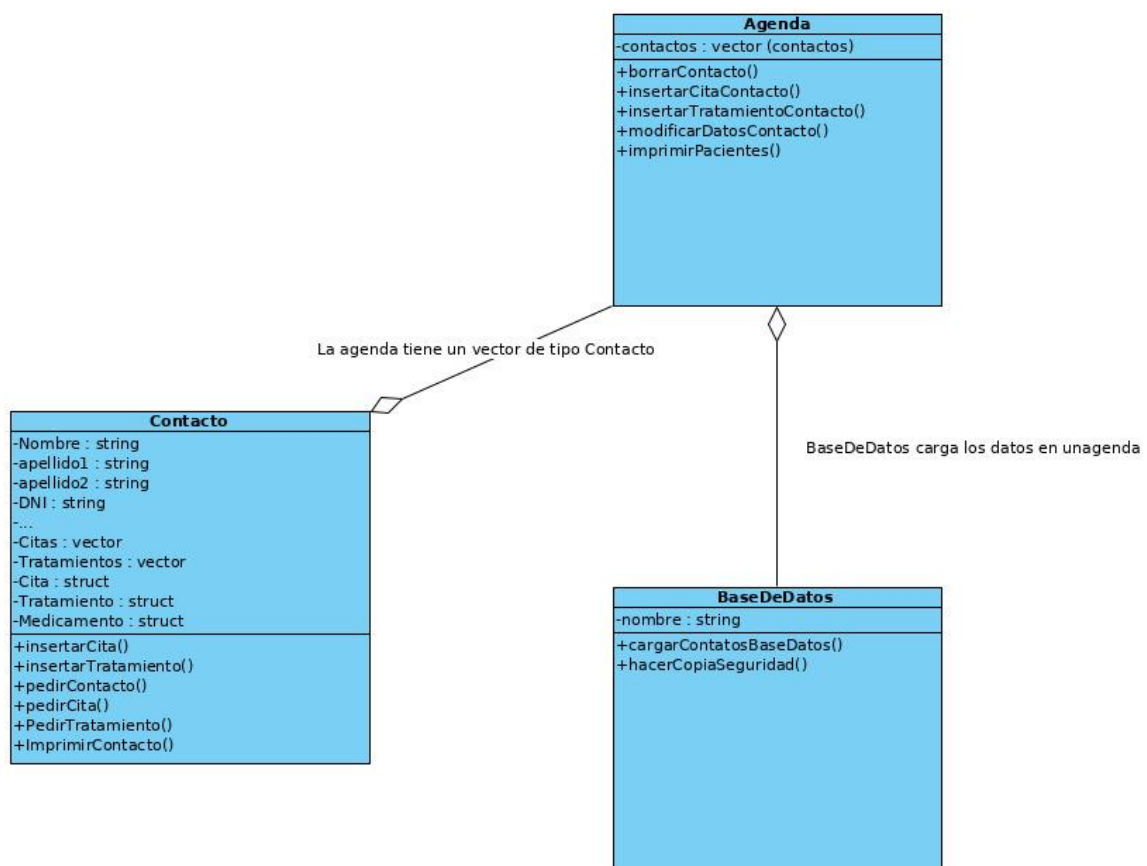 Agenda
-contactos : vector (contactos)
+borrarContacto()
+insertarCitaContacto()
+insertarTratamientoContacto()
+modificarDatosContacto()
+imprimirPacientes()
La agenda tiene un vector de tipo Contacto
Contacto
-Nombre : string
-apellido1 : string
-apellido2 : string
-DNI : string
-...
-Citas : vector
-Tratamientos : vector
-Cita : struct
-Tratamiento : struct
-Medicamento : struct
+insertarCita()
+insertarTratamiento()
+pedirContacto()
+pedirCita()
+PedirTratamiento()
+ImprimirContacto()
BaseDeDatos carga los datos en unagenda
BaseDeDatos
-nombre : string
+cargarContatosBaseDatos()
+hacerCopiaSeguridad()